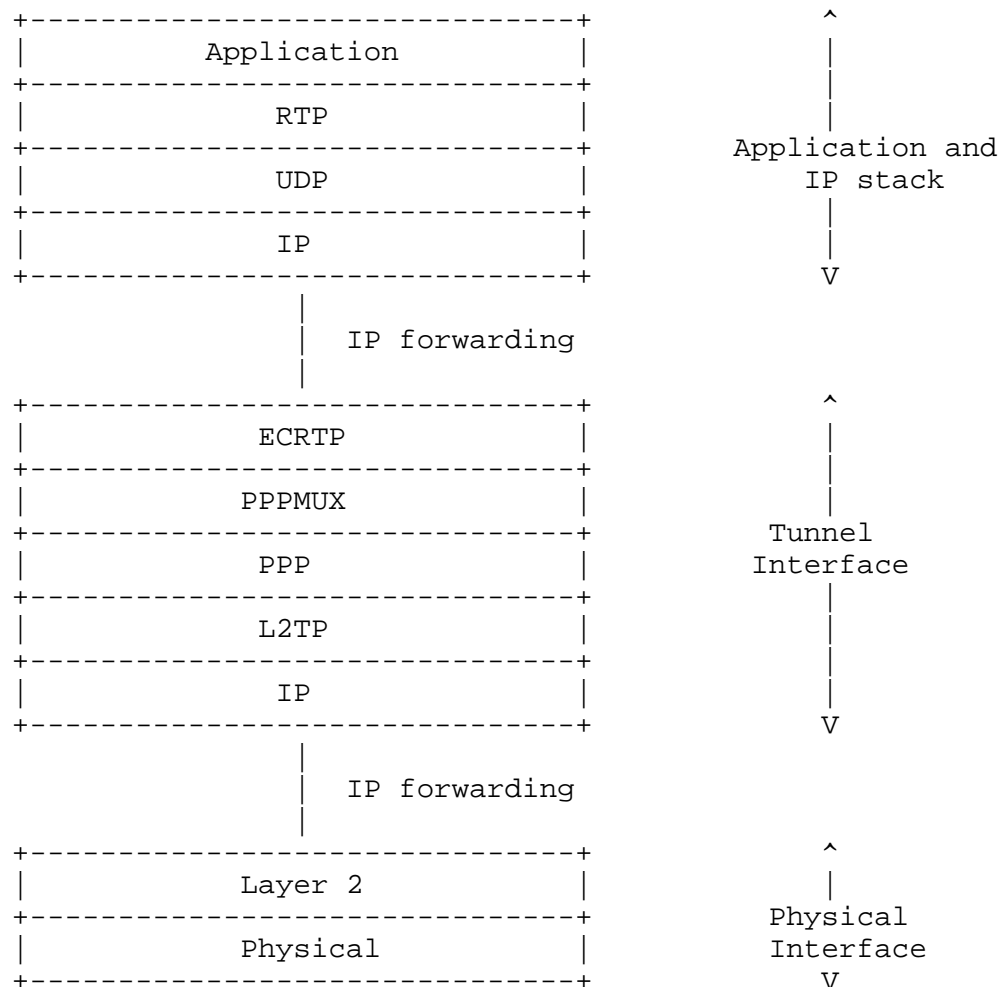 Application
RTP
Application and
UDP
IP stack
IP
V
IP forwarding
ECRTP
PPPMUX
Tunnel
PPP
Interface
L2TP
IP
V
IP forwarding
Layer 2
Physical
Physical
Interface
V